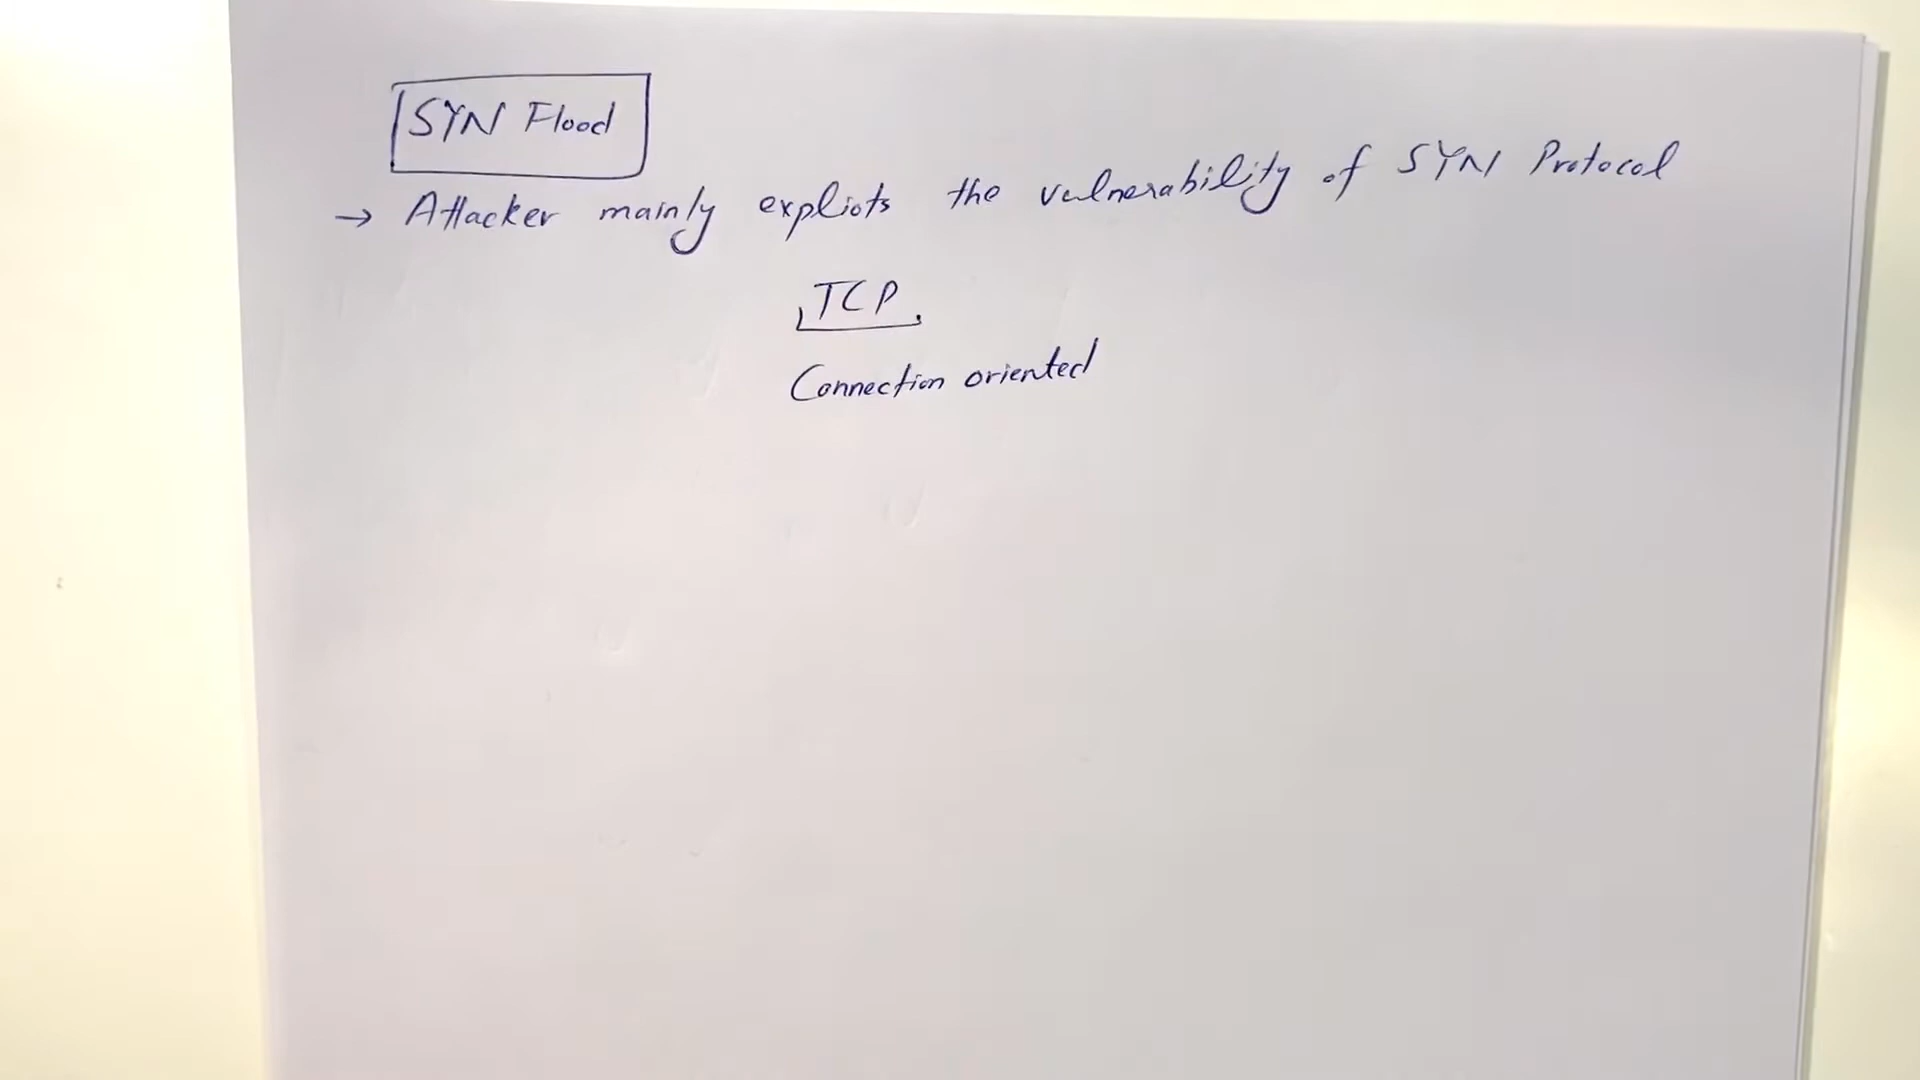 SYN Flood
→ Attacker mainly expliots the vulnerability of SYN Protocol
TCP
Connection oriented